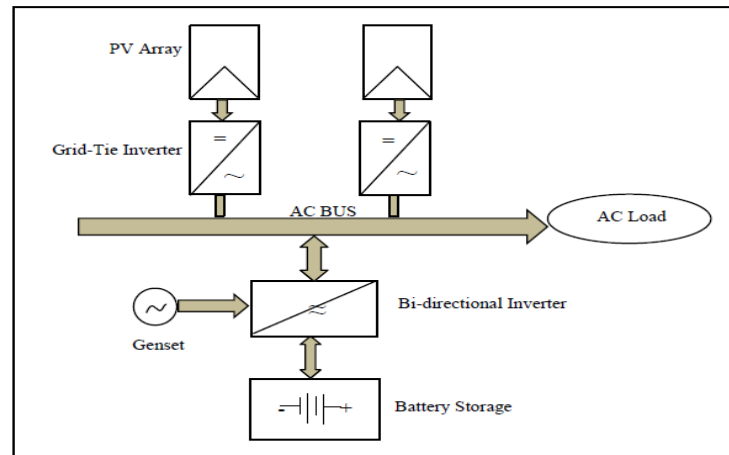 PV Array
Grid-Tie Inverter
=
~
=
~
AC BUS
AC Load
Bi-directional Inverter
≈
~
Genset
- +
Battery Storage